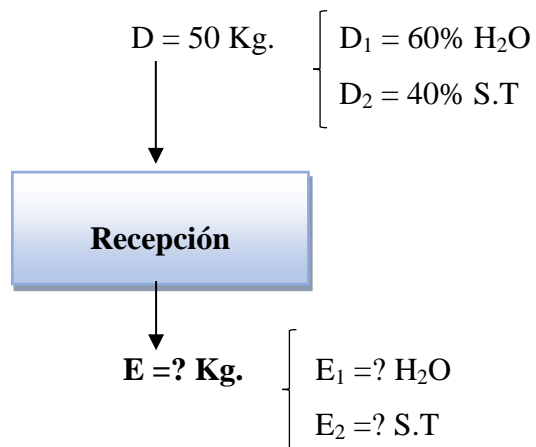 D = 50 Kg.
D₁ = 60% H₂O
D₂ = 40% S.T
Recepción
E =? Kg.
E₁ =? H₂O
E₂ =? S.T